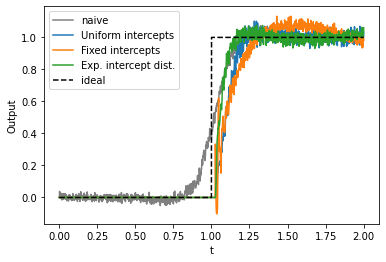 naive
Uniform intercepts
Fixed intercepts
Exp. intercept dist.
ideal
Output
1.0
0.8
0.6
0.4
0.2
0.0
0.00 0.25 0.50 0.75 1.00 1.25 1.50 1.75 2.00
t